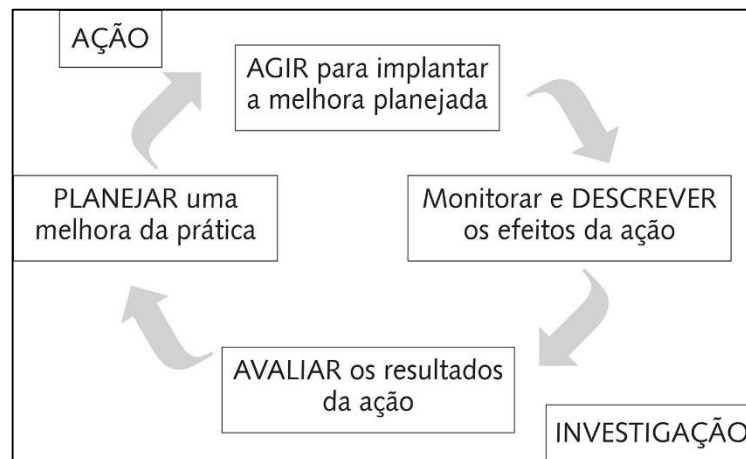 AÇÃO
AGIR para implantar
a melhora planejada
PLANEJAR uma
melhora da prática
Monitorar e DESCREVER
os efeitos da ação
AVALIAR os resultados
da ação
INVESTIGAÇÃO